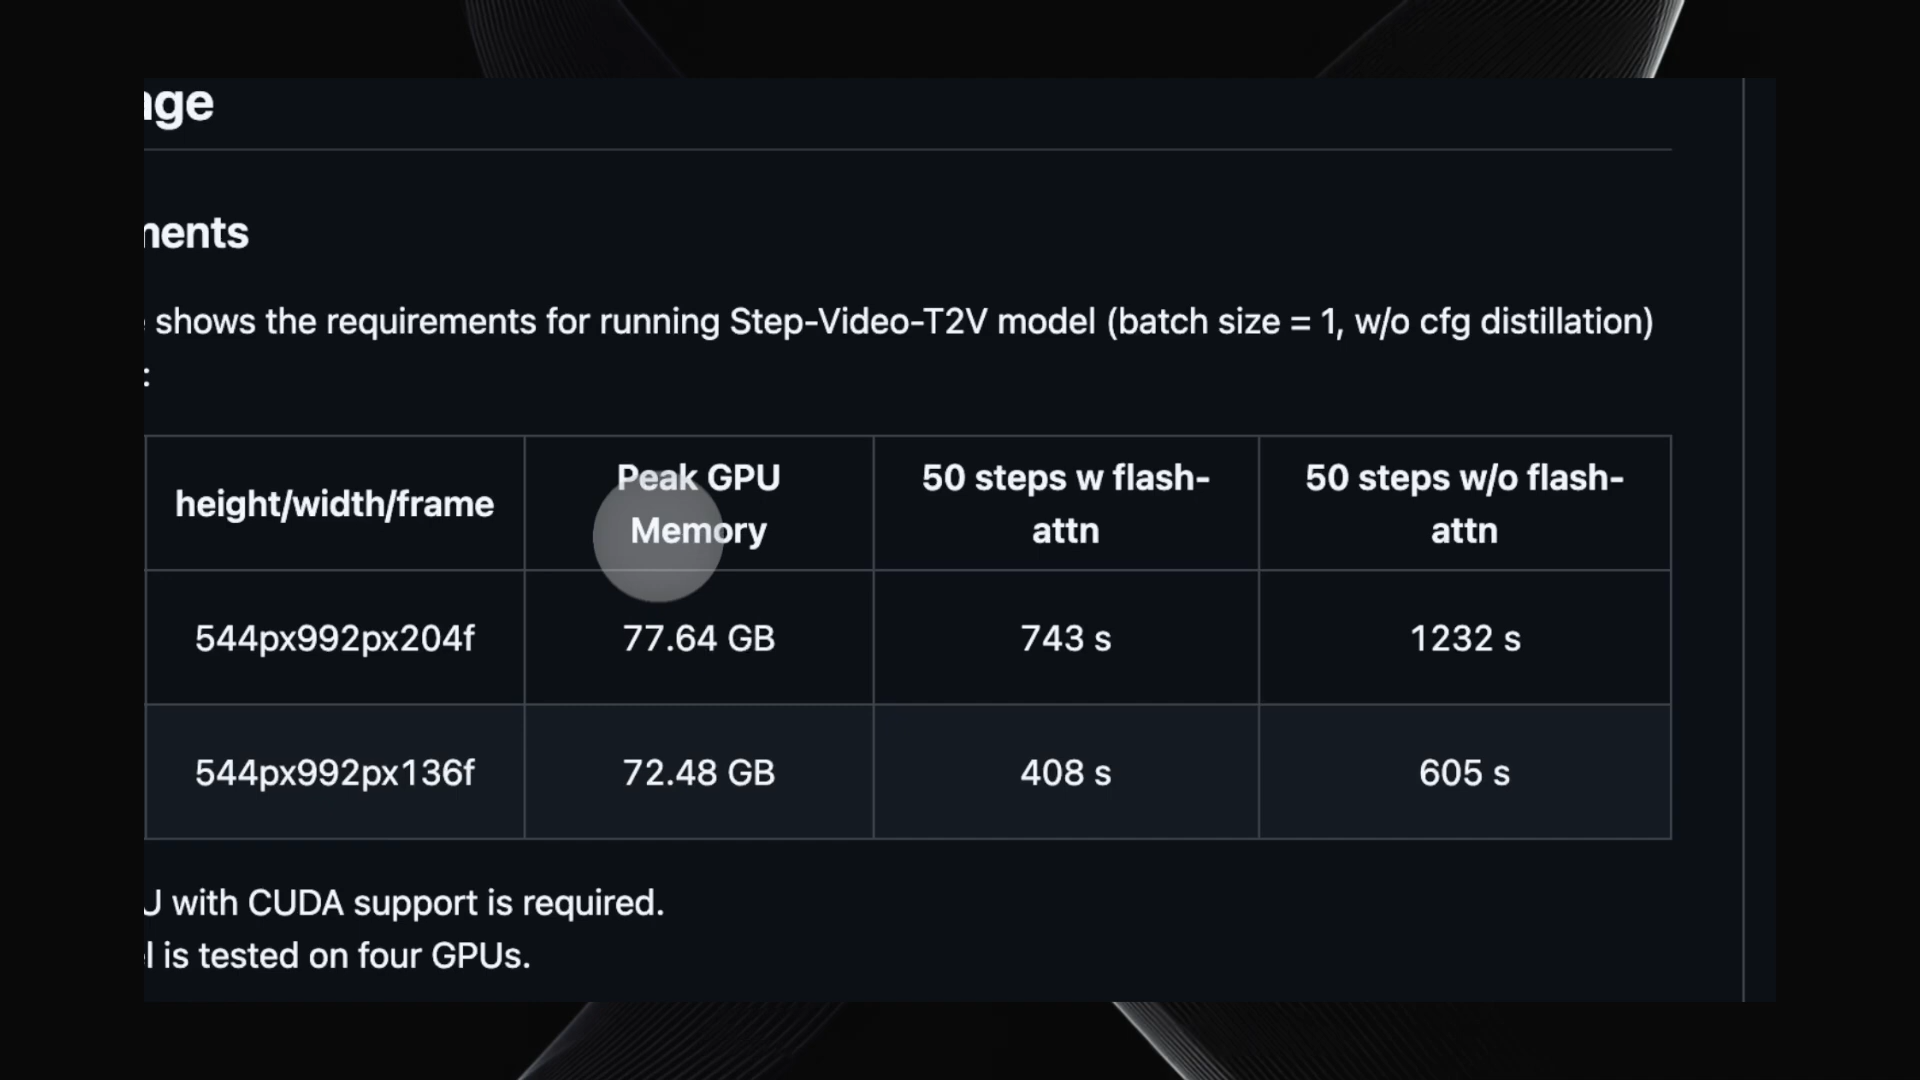 age
ments
shows the requirements for running Step-Video-T2V model (batch size = 1, w/o cfg distillation)
:
height/width/frame
Peak GPU
Memory
50 steps w flash-
attn
50 steps w/o flash-
attn
544px992px204f
77.64 GB
743 s
1232 s
544px992px136f
72.48 GB
408 s
605 s
U with CUDA support is required.
l is tested on four GPUs.